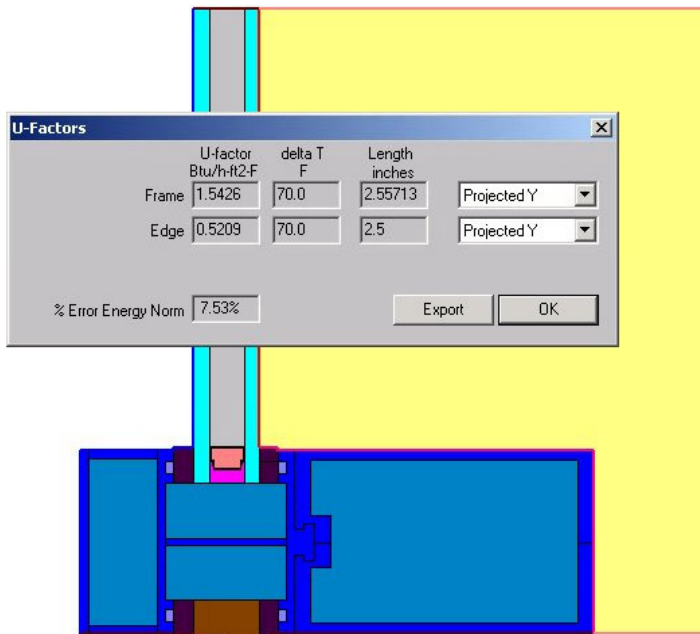 U-Factors
U-factor delta T Length
Btu/h-ft2-F F inches
Frame 1.5426 70.0 2.55713 Projected Y
Edge 0.5209 70.0 2.5 Projected Y
% Error Energy Norm 7.53% Export OK